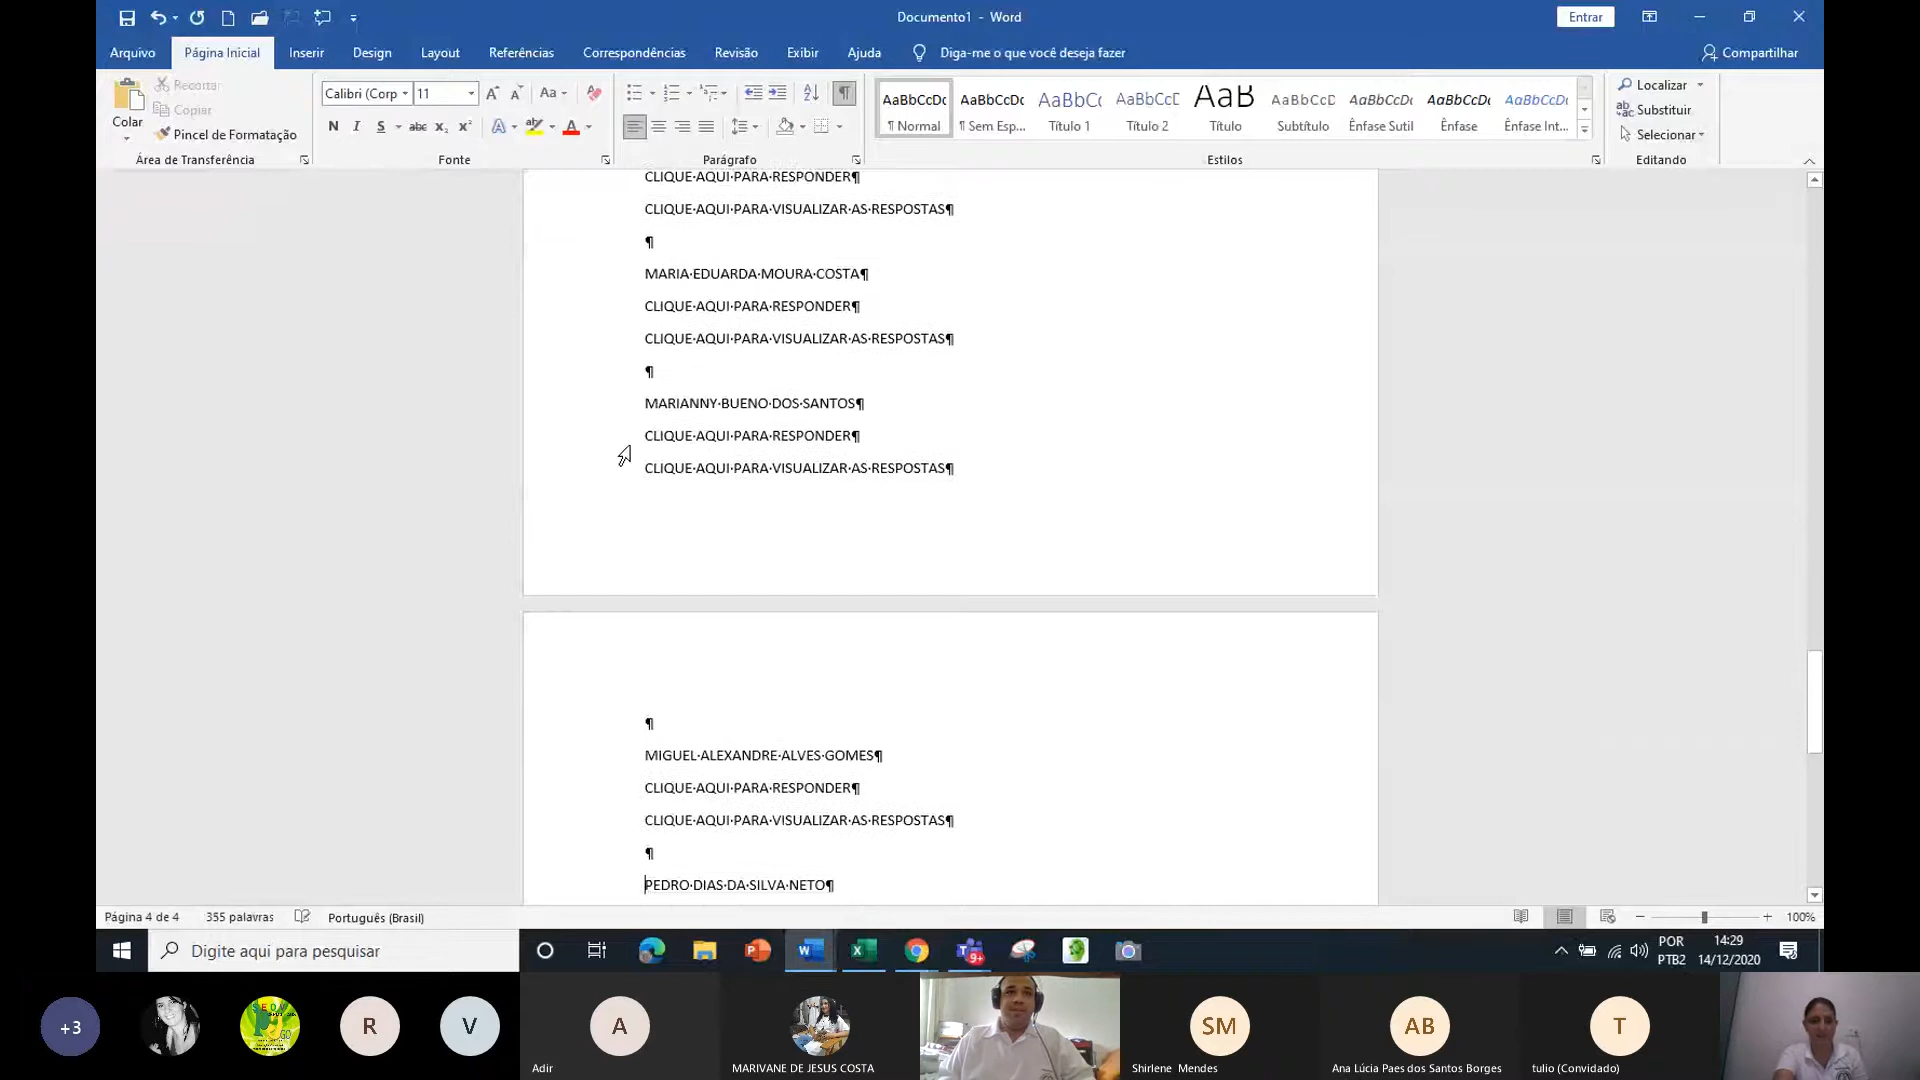 Documento1 - Word
Entrar
Arquivo
Página Inicial
Inserir
Design
Layout
Referências
Correspondências
Revisão
Exibir
Ajuda
Diga-me o que você deseja fazer
Compartilhar
Colar
Recortar
Copiar
Pincel de Formatação
Área de Transferência
Calibri (Corp
11
Aa
N I S abc x₂ x²
Fonte
Parágrafo
AaBbCcDc
¶ Normal
AaBbCcDc
¶ Sem Esp...
AaBbCc
Título 1
AaBbCcD
Título 2
AaB
Título
AaBbCcD
Subtítulo
AaBbCcDc
Ênfase Sutil
AaBbCcDc
Ênfase
AaBbCcDc
Ênfase Int...
Estilos
Localizar
Substituir
Selecionar
Editando
CLIQUE·AQUI·PARA·RESPONDER¶
CLIQUE·AQUI·PARA·VISUALIZAR·AS·RESPOSTAS¶
¶
MARIA·EDUARDA·MOURA·COSTA¶
CLIQUE·AQUI·PARA·RESPONDER¶
CLIQUE·AQUI·PARA·VISUALIZAR·AS·RESPOSTAS¶
¶
MARIANNY·BUENO·DOS·SANTOS¶
CLIQUE·AQUI·PARA·RESPONDER¶
CLIQUE·AQUI·PARA·VISUALIZAR·AS·RESPOSTAS¶
¶
MIGUEL·ALEXANDRE·ALVES·GOMES¶
CLIQUE·AQUI·PARA·RESPONDER¶
CLIQUE·AQUI·PARA·VISUALIZAR·AS·RESPOSTAS¶
¶
PEDRO·DIAS·DA·SILVA·NETO¶
Página 4 de 4
355 palavras
Português (Brasil)
100%
Digite aqui para pesquisar
9+
POR
PTB2
14:29
14/12/2020
+3
R
V
A
Adir
MARIVANE DE JESUS COSTA
SM
Shirlene Mendes
AB
Ana Lúcia Paes dos Santos Borges
T
tulio (Convidado)